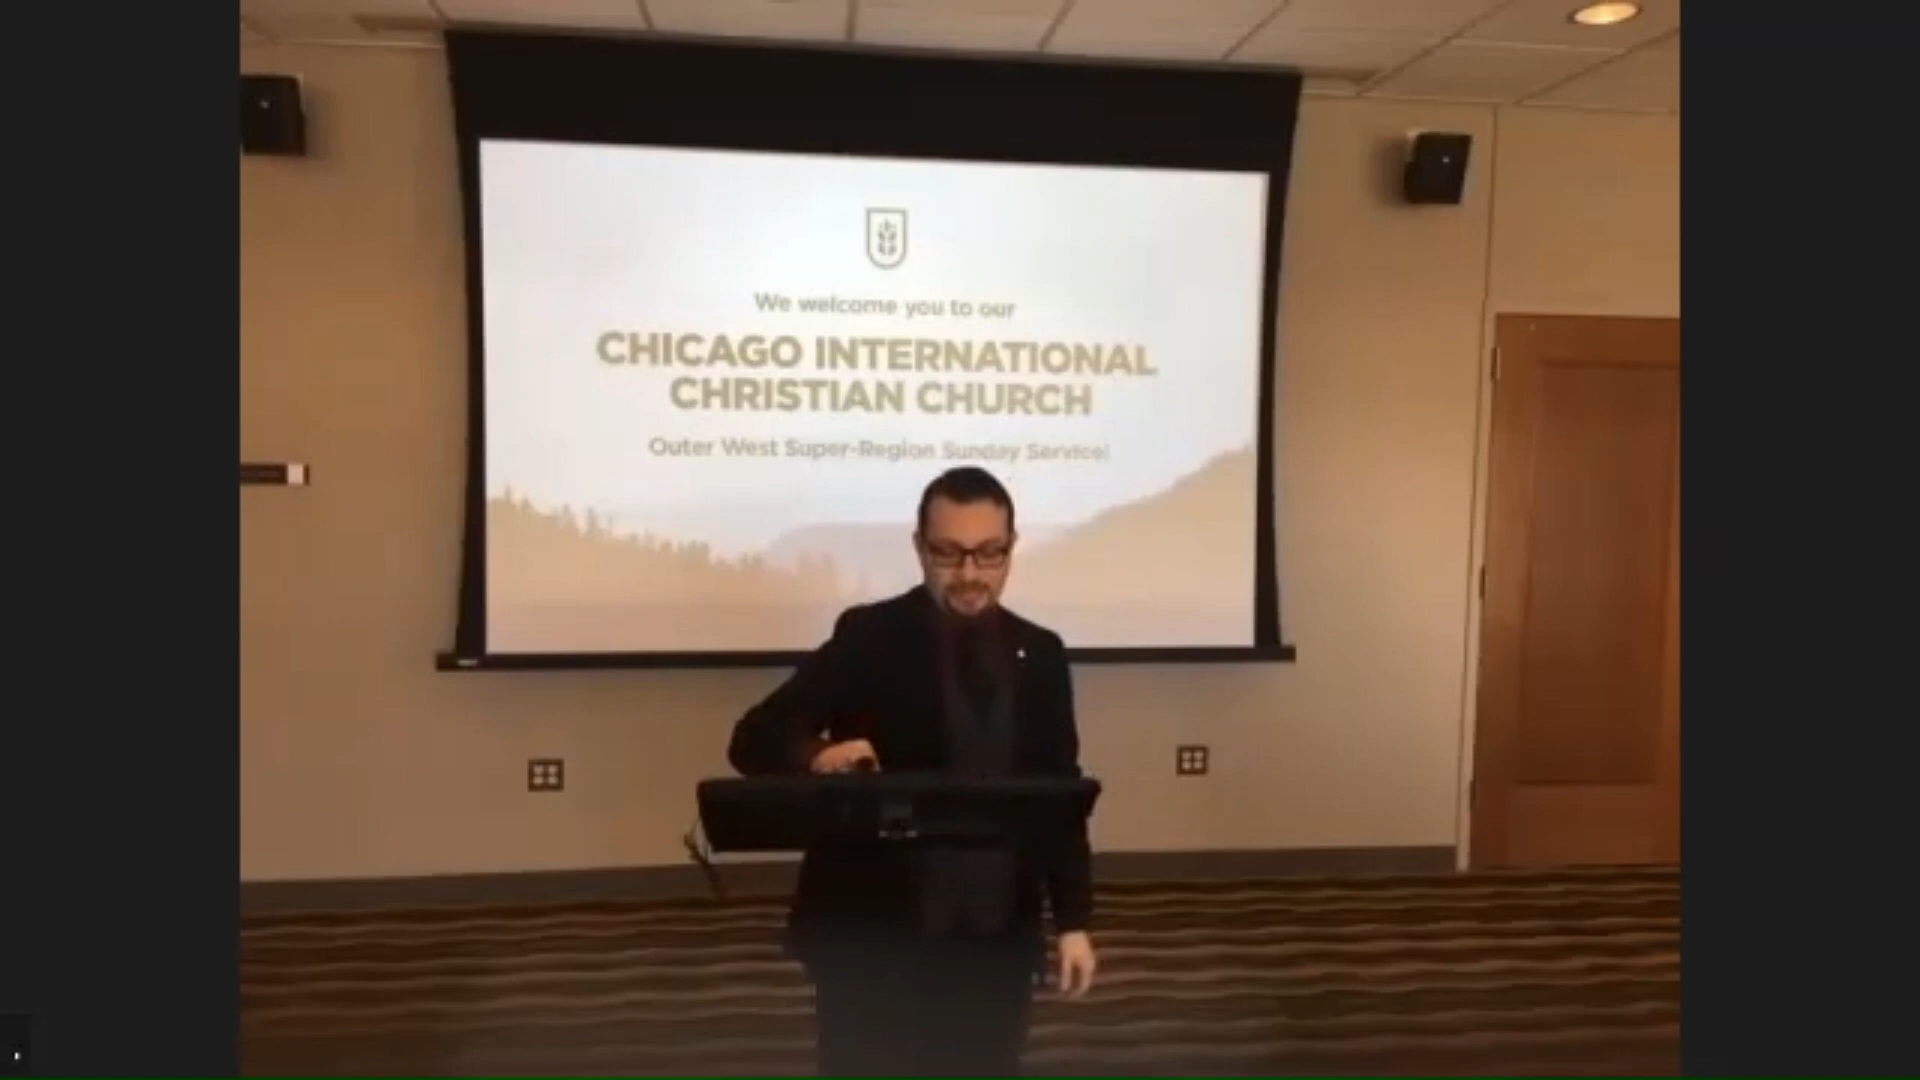 We welcome you to our
CHICAGO INTERNATIONAL
CHRISTIAN CHURCH
Outer West Super-Region Sunday Service!